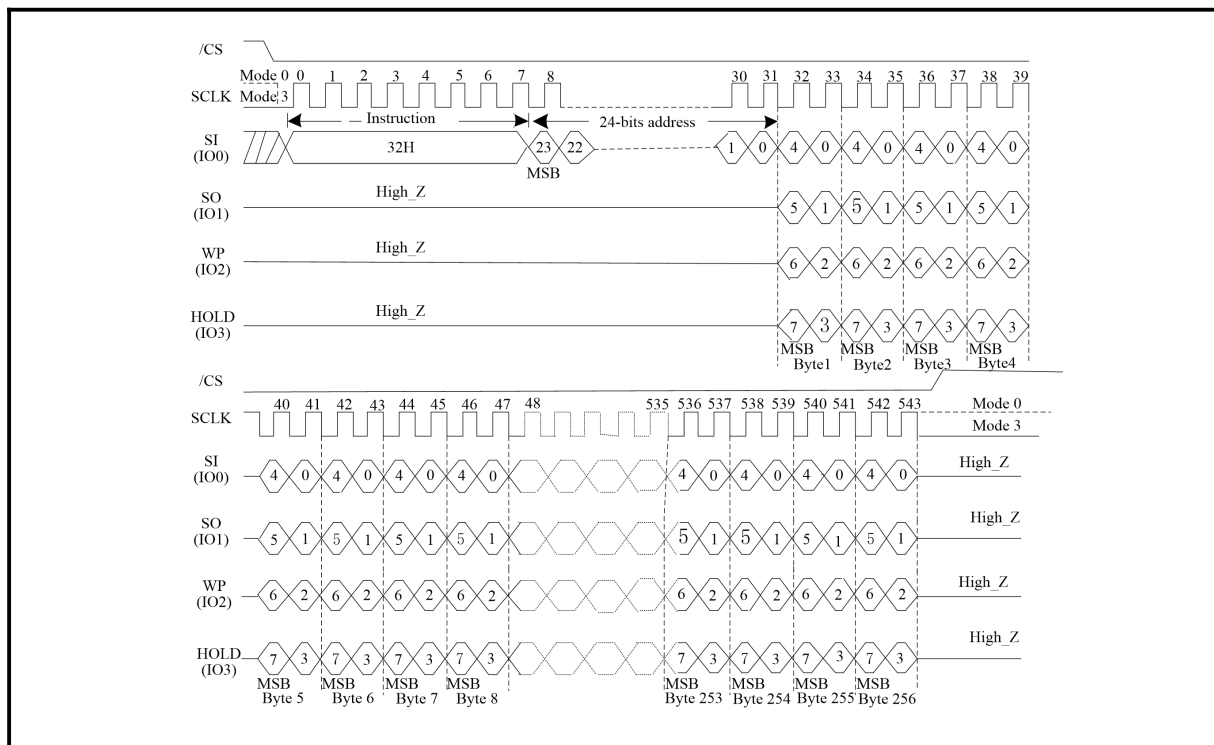 /CS
Mode 0 0 1 2 3 4 5 6 7 8 30 31 32 33 34 35 36 37 38 39
SCLK Mode 3
Instruction 24-bits address
SI 32H 23 22 1 0 4 0 4 0 4 0 4 0
(IO0)
MSB
SO High_Z 5 1 5 1 5 1 5 1
(IO1)
WP High_Z 6 2 6 2 6 2 6 2
(IO2)
HOLD High_Z 7 3 7 3 7 3 7 3
(IO3)
MSB MSB MSB MSB
Byte1 Byte2 Byte3 Byte4
/CS
40 41 42 43 44 45 46 47 48 535 536 537 538 539 540 541 542 543 Mode 0
SCLK Mode 3
SI 4 0 4 0 4 0 4 0 4 0 4 0 4 0 4 0 High_Z
(IO0)
SO 5 1 5 1 5 1 5 1 5 1 5 1 5 1 5 1 High_Z
(IO1)
WP 6 2 6 2 6 2 6 2 6 2 6 2 6 2 6 2 High_Z
(IO2)
HOLD 7 3 7 3 7 3 7 3 7 3 7 3 7 3 7 3 High_Z
(IO3)
MSB MSB MSB MSB MSB MSB MSB MSB
Byte 5 Byte 6 Byte 7 Byte 8 Byte 253 Byte 254 Byte 255 Byte 256